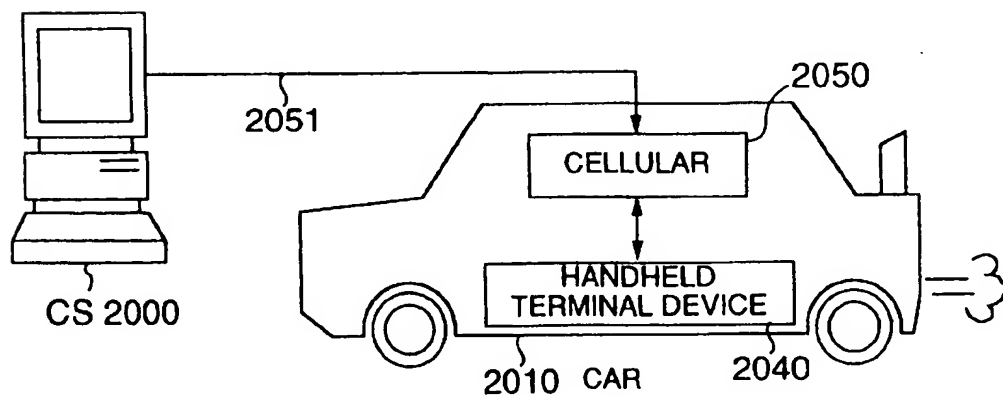 2050
2051
CELLULAR
HANDHELD
TERMINAL DEVICE
CS 2000
2010 CAR
2040